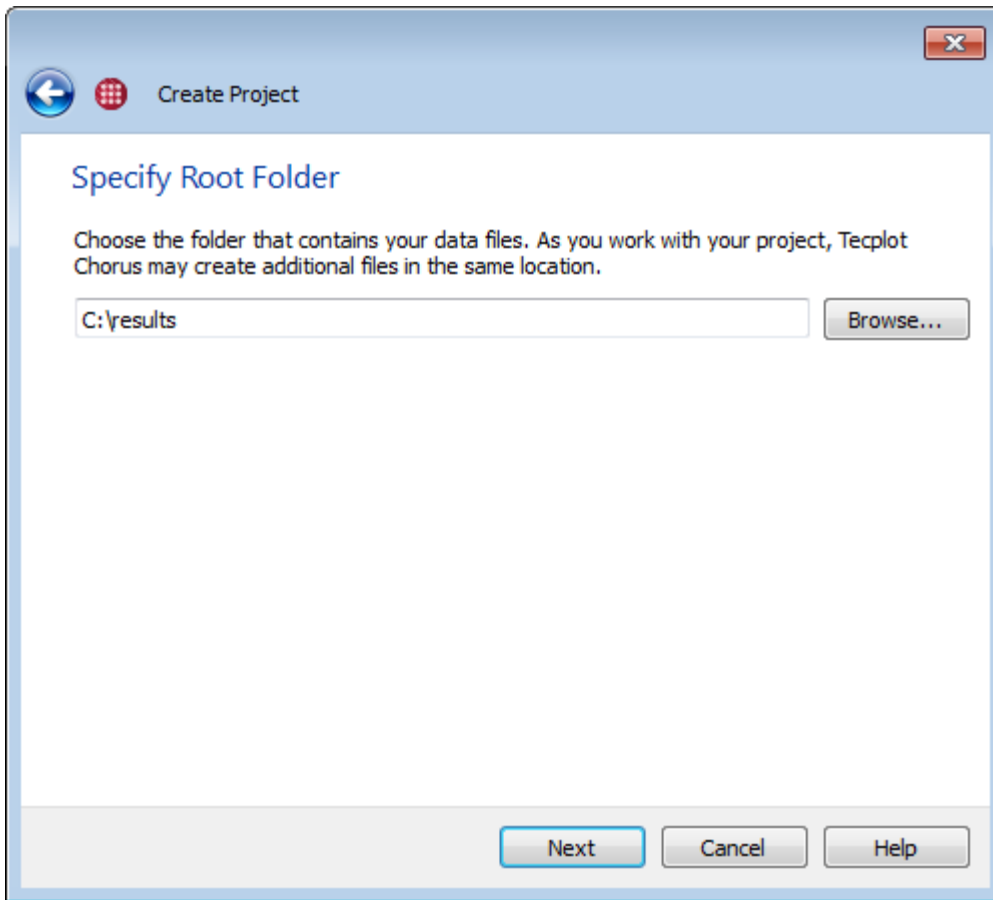 Create Project
Specify Root Folder
Choose the folder that contains your data files. As you work with your project, Tecplot
Chorus may create additional files in the same location.
C:\results
Browse...
Next
Cancel
Help